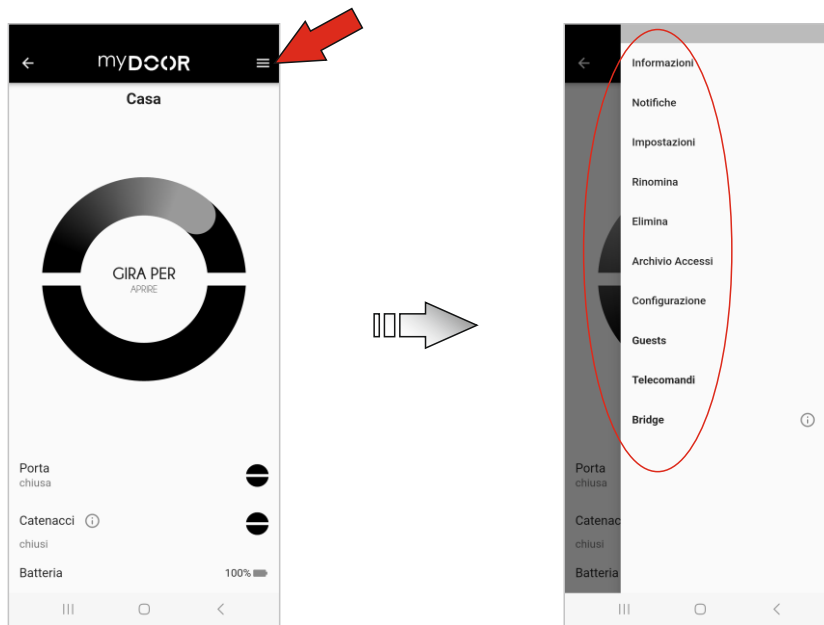 myDOOR
Casa
GIRA PER
APRIRE
Porta
chiusa
Catenacci
chiusi
Batteria
100%
Informazioni
Notifiche
Impostazioni
Rinomina
Elimina
Archivio Accessi
Configurazione
Guests
Telecomandi
Bridge
Porta
chiusa
Catenac
chiusi
Batteria